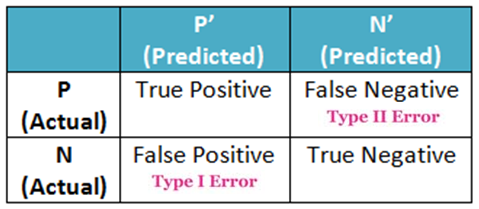 P’ N’
(Predicted) (Predicted)
P True Positive False Negative
(Actual) Type II Error
N False Positive True Negative
(Actual) Type I Error